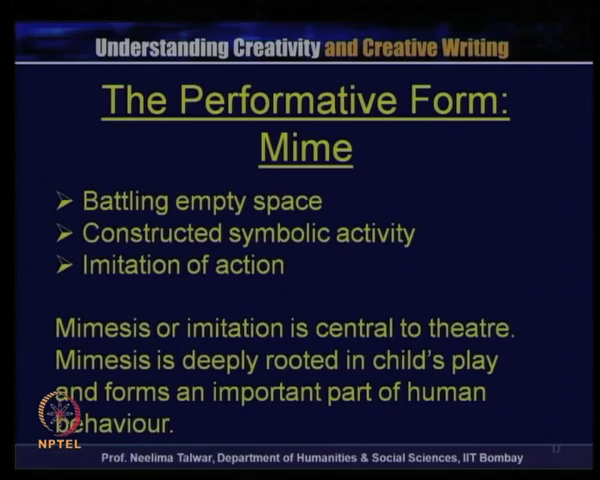 Understanding Creativity and Creative Writing
The Performative Form:
Mime
➢ Battling empty space
➢ Constructed symbolic activity
➢ Imitation of action
Mimesis or imitation is central to theatre.
Mimesis is deeply rooted in child's play
and forms an important part of human
behaviour.
NPTEL
12
Prof. Neelima Talwar, Department of Humanities & Social Sciences, IIT Bombay